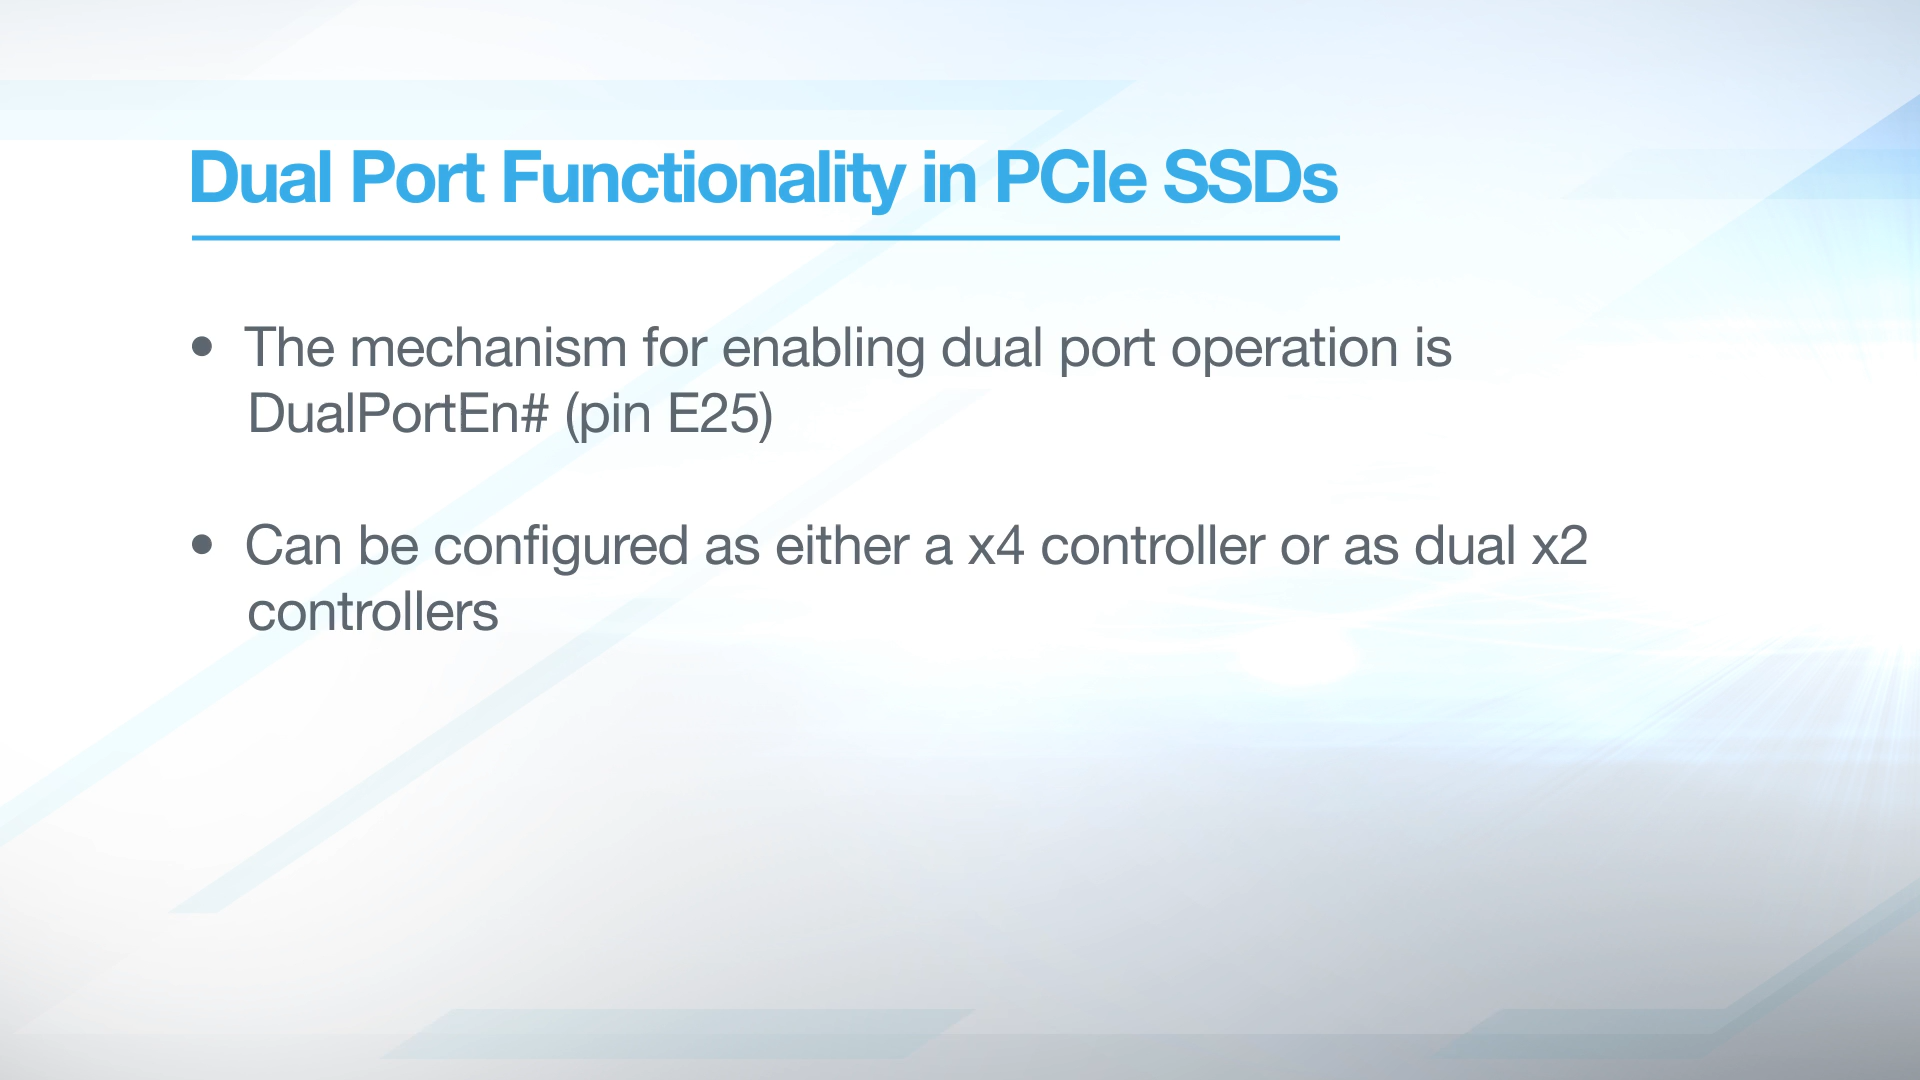 Dual Port Functionality in PCIe SSDs
• The mechanism for enabling dual port operation is
DualPortEn# (pin E25)
• Can be configured as either a x4 controller or as dual x2
controllers